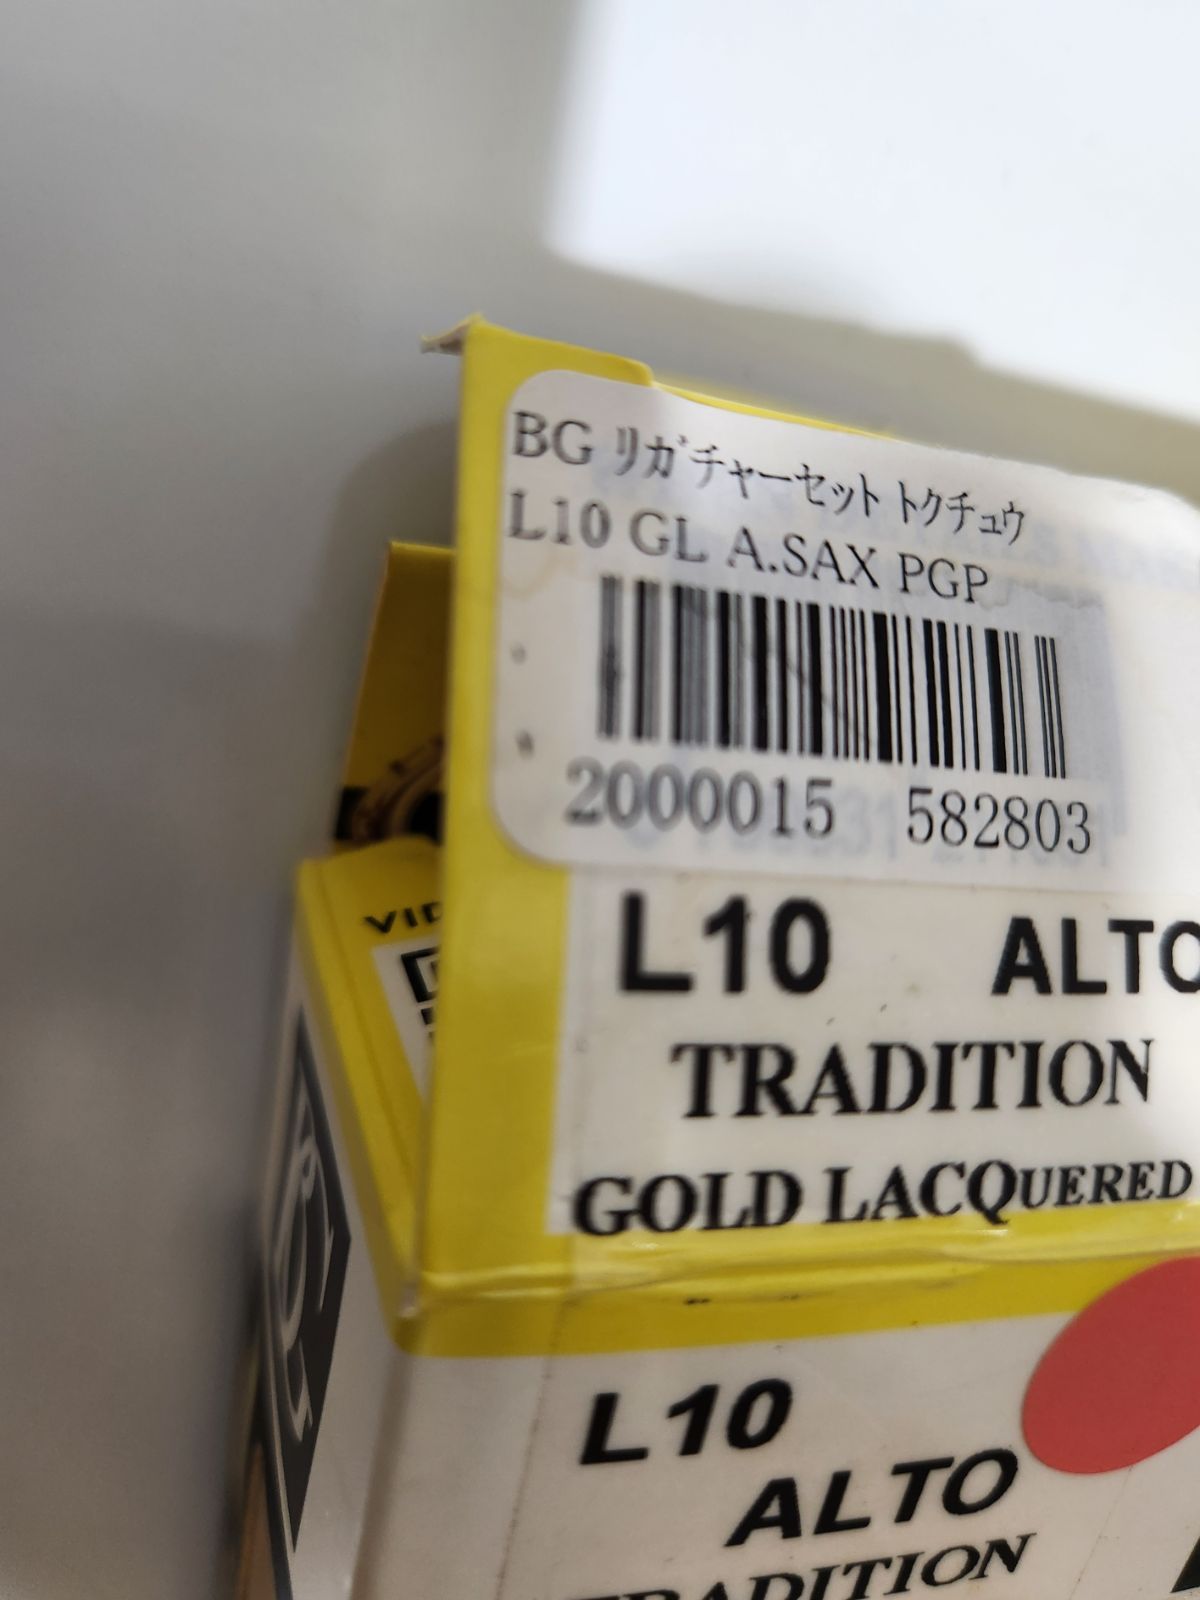 BG ﾘｶﾞﾁｬｰｾｯﾄ ﾄｸﾁｭｳ
L10 GL A.SAX PGP
2000015 582803
L10 ALTO
TRADITION
GOLD LACQUERED
L10
ALTO
TRADITION